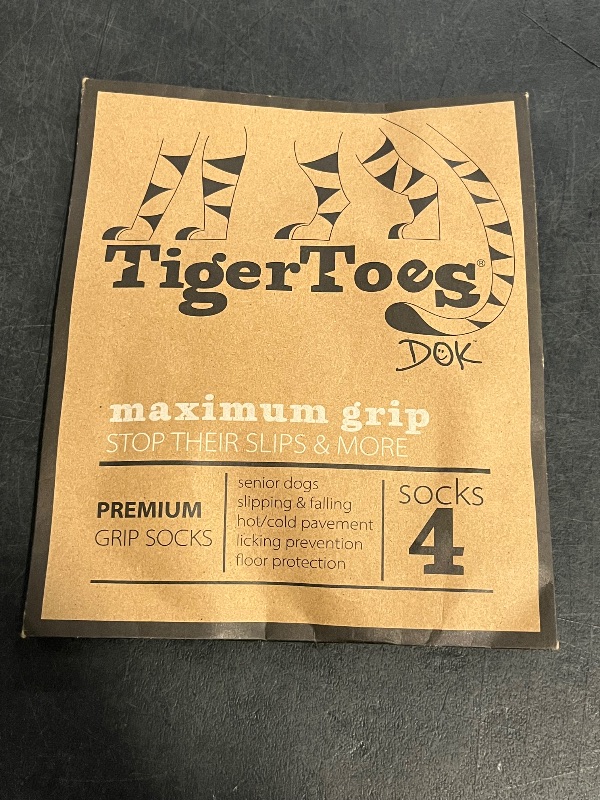 TigerToes®
DOK
maximum grip
STOP THEIR SLIPS & MORE
PREMIUM
GRIP SOCKS
senior dogs
slipping & falling
hot/cold pavement
licking prevention
floor protection
socks
4